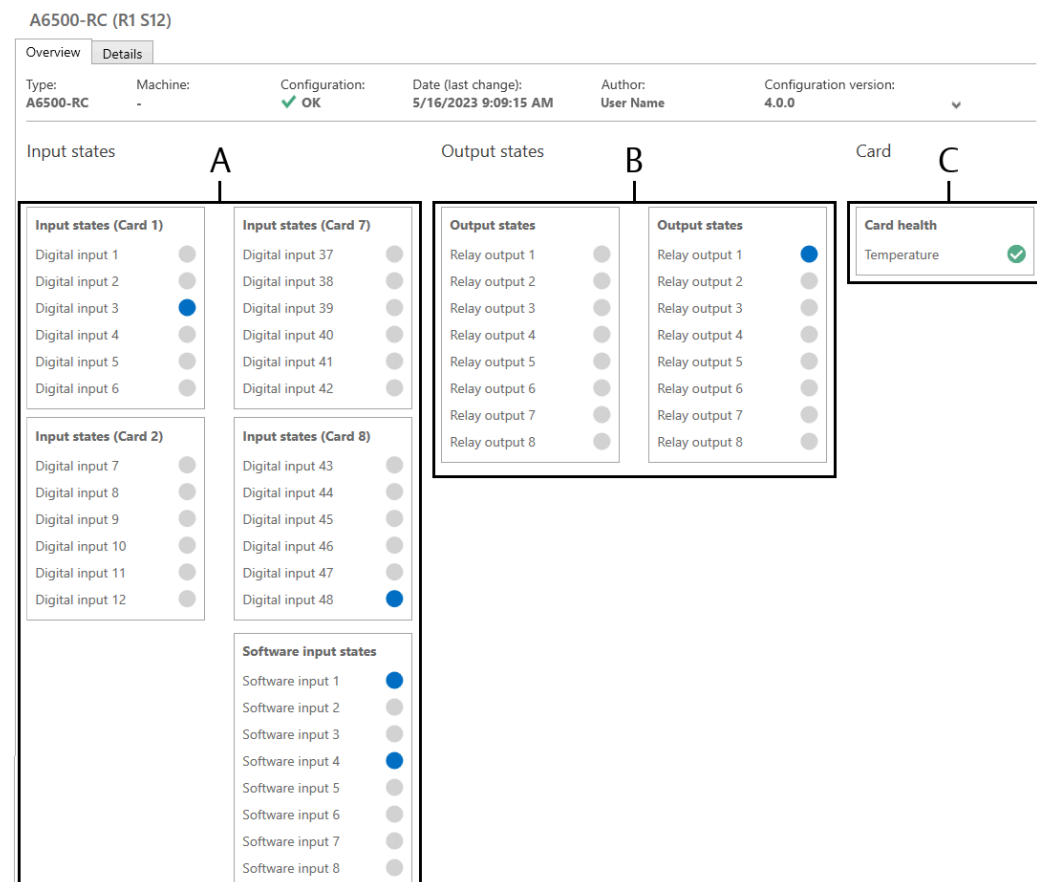 A6500-RC (R1 S12)
Overview Details
Type: Machine: Configuration: Date (last change): Author: Configuration version:
A6500-RC - OK 5/16/2023 9:09:15 AM User Name 4.0.0
Input states Output states Card
A B C
Input states (Card 1)
Digital input 1
Digital input 2
Digital input 3
Digital input 4
Digital input 5
Digital input 6
Input states (Card 2)
Digital input 7
Digital input 8
Digital input 9
Digital input 10
Digital input 11
Digital input 12
Input states (Card 7)
Digital input 37
Digital input 38
Digital input 39
Digital input 40
Digital input 41
Digital input 42
Input states (Card 8)
Digital input 43
Digital input 44
Digital input 45
Digital input 46
Digital input 47
Digital input 48
Software input states
Software input 1
Software input 2
Software input 3
Software input 4
Software input 5
Software input 6
Software input 7
Software input 8
Output states
Relay output 1
Relay output 2
Relay output 3
Relay output 4
Relay output 5
Relay output 6
Relay output 7
Relay output 8
Output states
Relay output 1
Relay output 2
Relay output 3
Relay output 4
Relay output 5
Relay output 6
Relay output 7
Relay output 8
Card health
Temperature